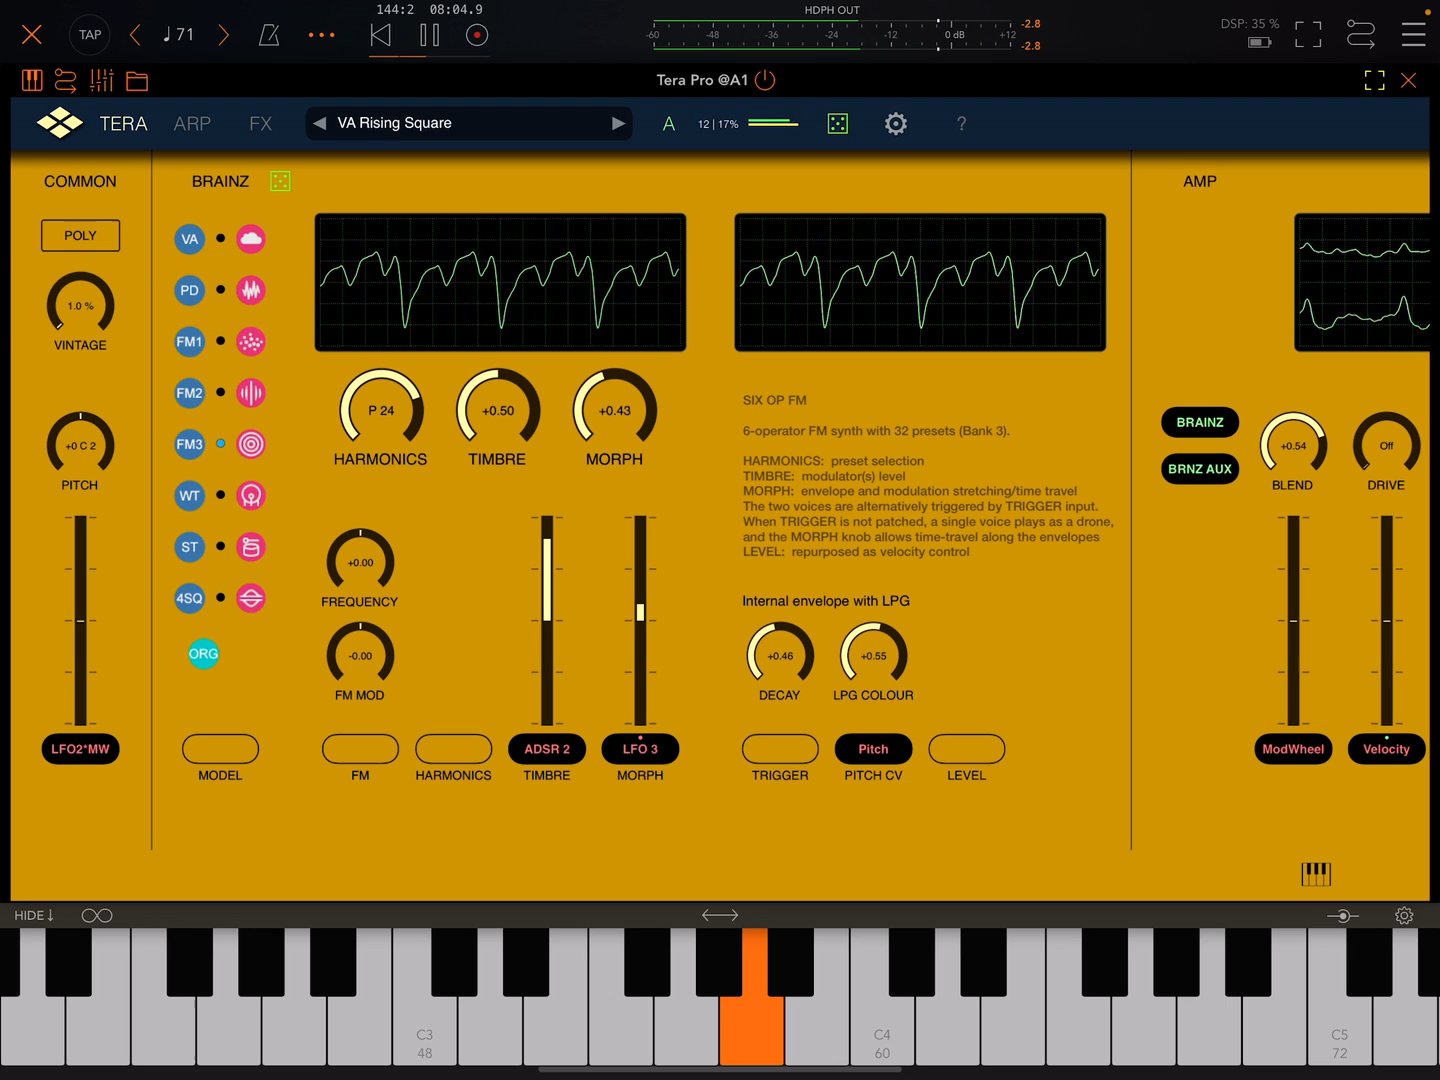 144:2 08:04.9
HDPH OUT
TAP
♩71
-60 -48 -36 -24 -12 0 dB +12
-2.8
-2.8
DSP: 35 %
Tera Pro @A1
TERA
ARP
FX
VA Rising Square
A
12 | 17%
?
COMMON
BRAINZ
AMP
POLY
1.0 %
VINTAGE
+0 C 2
PITCH
LFO2*MW
VA
PD
FM1
FM2
FM3
WT
ST
4SQ
ORG
MODEL
P 24
HARMONICS
+0.50
TIMBRE
+0.43
MORPH
+0.00
FREQUENCY
-0.00
FM MOD
FM
HARMONICS
ADSR 2
TIMBRE
LFO 3
MORPH
SIX OP FM
6-operator FM synth with 32 presets (Bank 3).
HARMONICS: preset selection
TIMBRE: modulator(s) level
MORPH: envelope and modulation stretching/time travel
The two voices are alternatively triggered by TRIGGER input.
When TRIGGER is not patched, a single voice plays as a drone,
and the MORPH knob allows time-travel along the envelopes
LEVEL: repurposed as velocity control
Internal envelope with LPG
+0.46
DECAY
+0.55
LPG COLOUR
TRIGGER
Pitch
PITCH CV
LEVEL
BRAINZ
BRNZ AUX
+0.54
BLEND
Off
DRIVE
ModWheel
Velocity
HIDE↓
C3
48
C4
60
C5
72